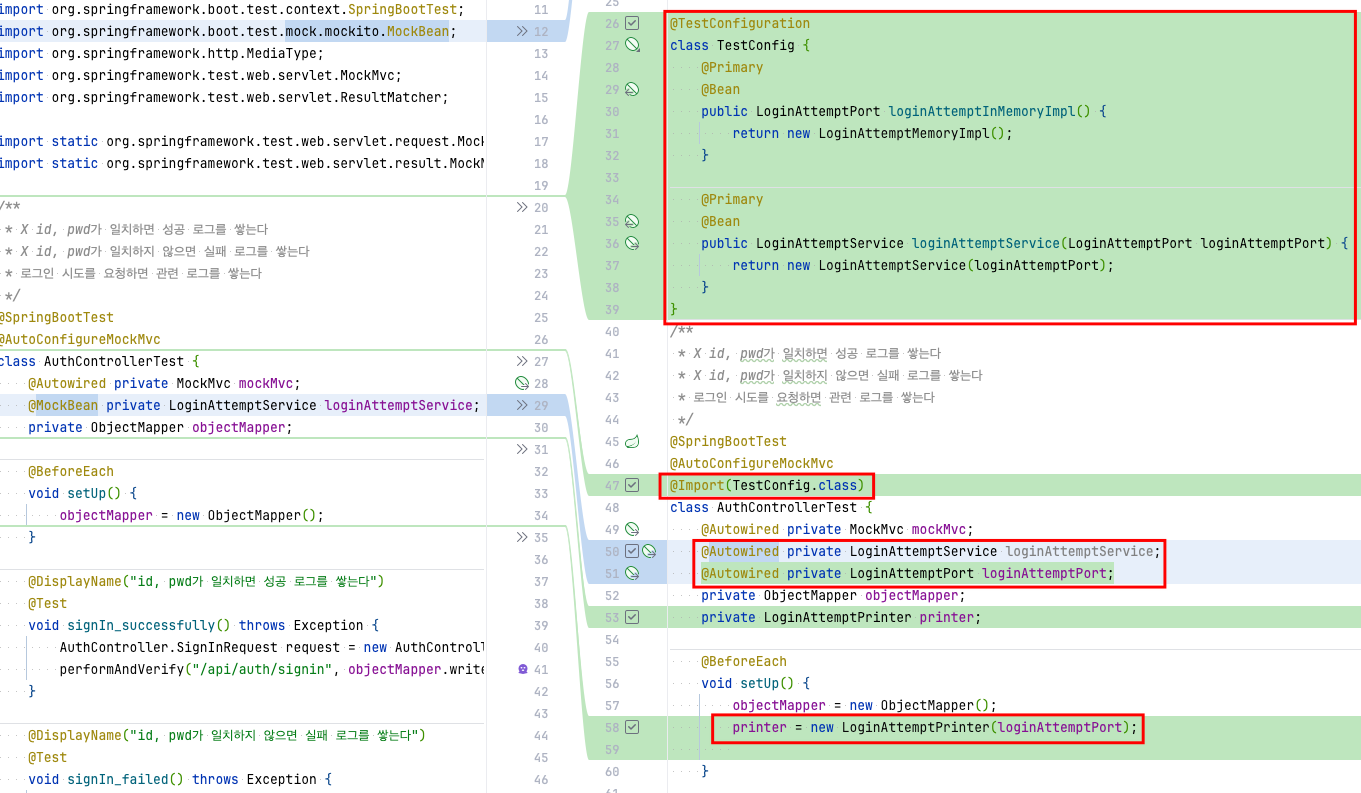 import org.springframework.boot.test.context.SpringBootTest;
import org.springframework.boot.test.mock.mockito.MockBean;
import org.springframework.http.MediaType;
import org.springframework.test.web.servlet.MockMvc;
import org.springframework.test.web.servlet.ResultMatcher;
import static org.springframework.test.web.servlet.request.Mock
import static org.springframework.test.web.servlet.result.MockM
/**
* X id, pwd가 일치하면 성공 로그를 쌓는다
* X id, pwd가 일치하지 않으면 실패 로그를 쌓는다
* 로그인 시도를 요청하면 관련 로그를 쌓는다
*/
@SpringBootTest
@AutoConfigureMockMvc
class AuthControllerTest {
@Autowired private MockMvc mockMvc;
@MockBean private LoginAttemptService loginAttemptService;
private ObjectMapper objectMapper;
@BeforeEach
void setUp() {
objectMapper = new ObjectMapper();
}
@DisplayName("id, pwd가 일치하면 성공 로그를 쌓는다")
@Test
void signIn_successfully() throws Exception {
AuthController.SignInRequest request = new AuthControll
performAndVerify("/api/auth/signin", objectMapper.write
}
@DisplayName("id, pwd가 일치하지 않으면 실패 로그를 쌓는다")
@Test
void signIn_failed() throws Exception {
11
12
13
14
15
16
17
18
19
20
21
22
23
24
25
26
27
28
29
30
31
32
33
34
35
36
37
38
39
40
41
42
43
44
45
46
25
26 @TestConfiguration
27 class TestConfig {
28 @Primary
29 @Bean
30 public LoginAttemptPort loginAttemptInMemoryImpl() {
31 return new LoginAttemptMemoryImpl();
32 }
33
34 @Primary
35 @Bean
36 public LoginAttemptService loginAttemptService(LoginAttemptPort loginAttemptPort) {
37 return new LoginAttemptService(loginAttemptPort);
38 }
39 }
40 /**
41 * X id, pwd가 일치하면 성공 로그를 쌓는다
42 * X id, pwd가 일치하지 않으면 실패 로그를 쌓는다
43 * 로그인 시도를 요청하면 관련 로그를 쌓는다
44 */
45 @SpringBootTest
46 @AutoConfigureMockMvc
47 @Import(TestConfig.class)
48 class AuthControllerTest {
49 @Autowired private MockMvc mockMvc;
50 @Autowired private LoginAttemptService loginAttemptService;
51 @Autowired private LoginAttemptPort loginAttemptPort;
52 private ObjectMapper objectMapper;
53 private LoginAttemptPrinter printer;
54
55 @BeforeEach
56 void setUp() {
57 objectMapper = new ObjectMapper();
58 printer = new LoginAttemptPrinter(loginAttemptPort);
59
60 }